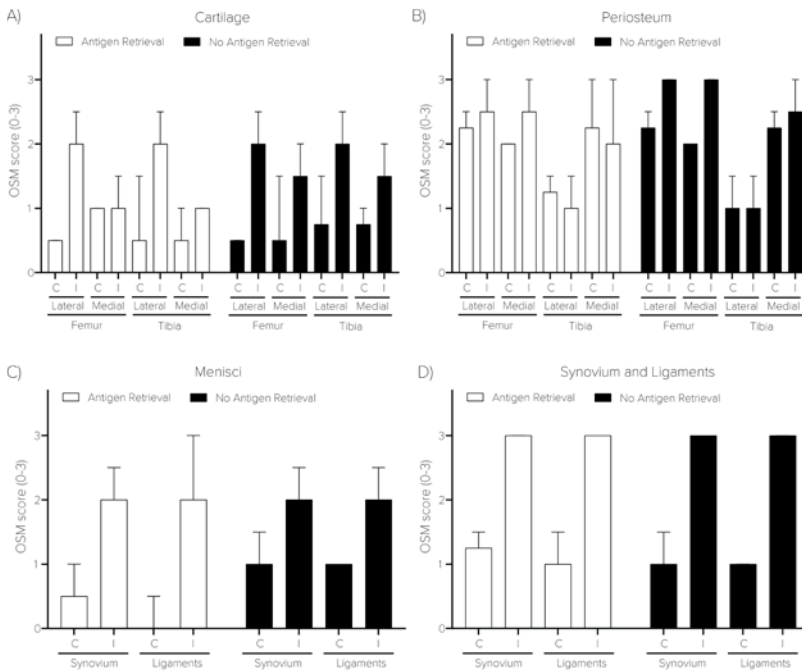 A)
Cartilage
Antigen Retrieval
No Antigen Retrieval
OSM score (0-3)
3
2
1
0
C I C I C I C I C I C I C I C I
Lateral Medial Lateral Medial Lateral Medial Lateral Medial
Femur Tibia Femur Tibia
B)
Periosteum
Antigen Retrieval
No Antigen Retrieval
OSM score (0-3)
3
2
1
0
C I C I C I C I C I C I C I C I
Lateral Medial Lateral Medial Lateral Medial Lateral Medial
Femur Tibia Femur Tibia
C)
Menisci
Antigen Retrieval
No Antigen Retrieval
OSM score (0-3)
3
2
1
0
C I C I C I C I
Synovium Ligaments Synovium Ligaments
D)
Synovium and Ligaments
Antigen Retrieval
No Antigen Retrieval
OSM score (0-3)
3
2
1
0
C I C I C I C I
Synovium Ligaments Synovium Ligaments